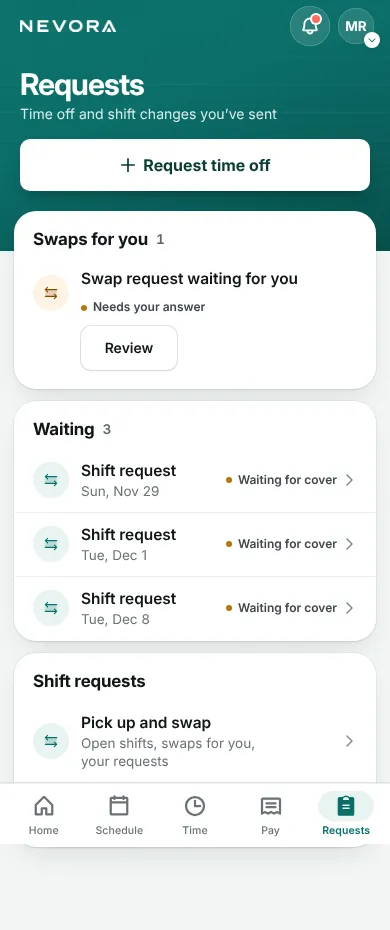 NEVORA
MR
Requests
Time off and shift changes you’ve sent
Request time off
Swaps for you 1
Swap request waiting for you
Needs your answer
Review
Waiting 3
Shift request
Sun, Nov 29
Waiting for cover
Shift request
Tue, Dec 1
Waiting for cover
Shift request
Tue, Dec 8
Waiting for cover
Shift requests
Pick up and swap
Open shifts, swaps for you,
your requests
Home
Schedule
Time
Pay
Requests